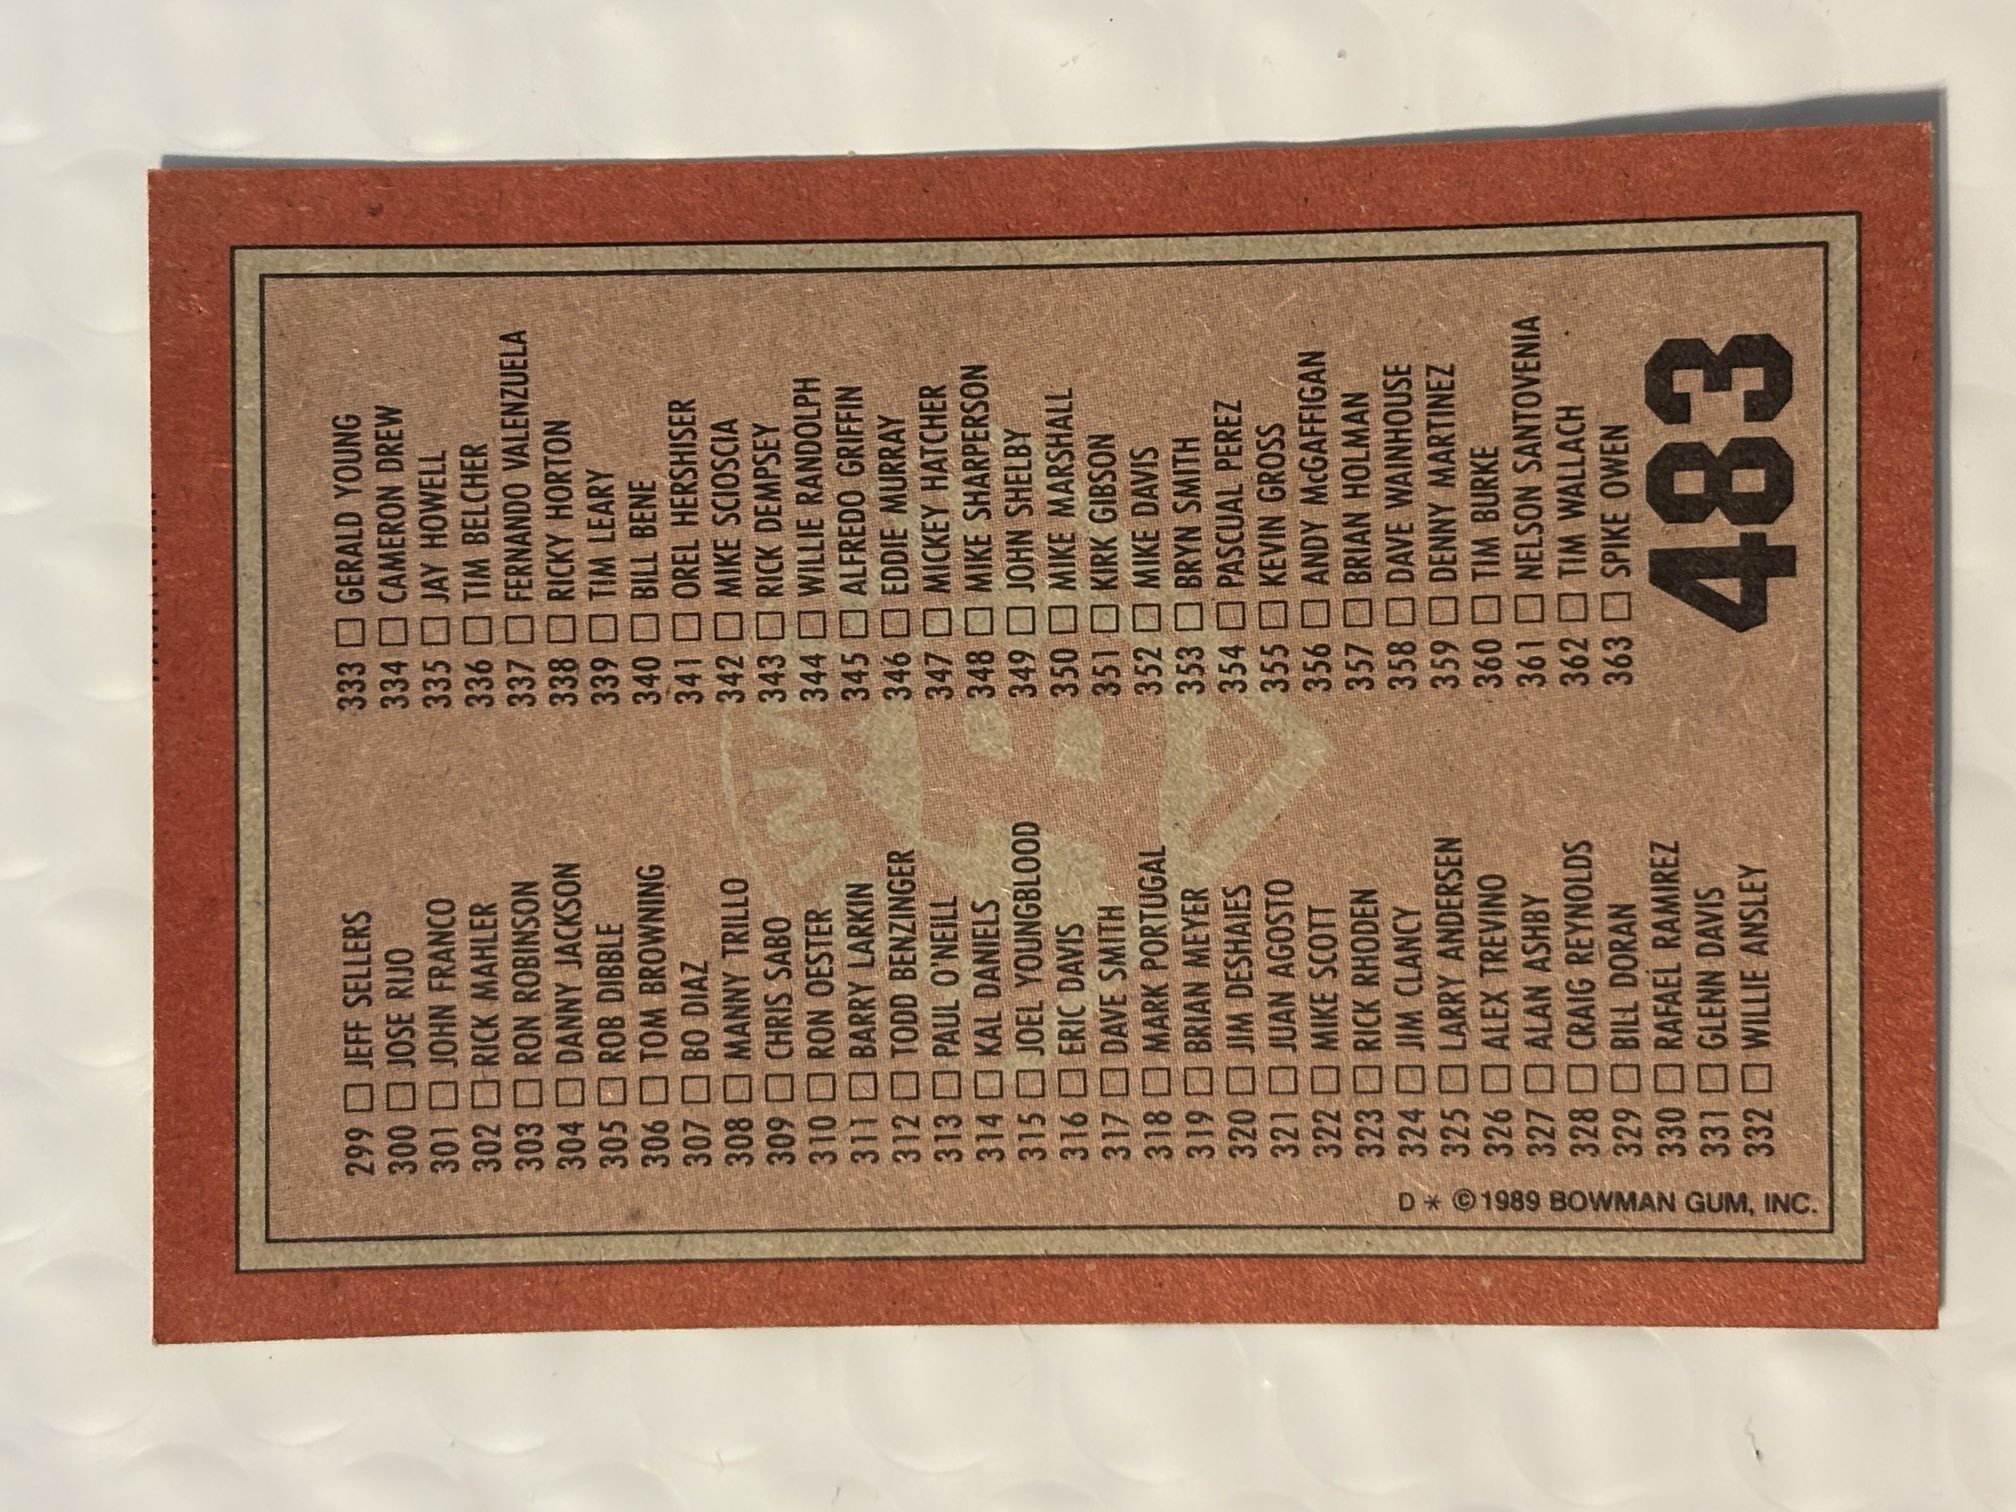 299 □ JEFF SELLERS
300 □ JOSE RIJO
301 □ JOHN FRANCO
302 □ RICK MAHLER
303 □ RON ROBINSON
304 □ DANNY JACKSON
305 □ ROB DIBBLE
306 □ TOM BROWNING
307 □ BO DIAZ
308 □ MANNY TRILLO
309 □ CHRIS SABO
310 □ RON OESTER
311 □ BARRY LARKIN
312 □ TODD BENZINGER
313 □ PAUL O'NEILL
314 □ KAL DANIELS
315 □ JOEL YOUNGBLOOD
316 □ ERIC DAVIS
317 □ DAVE SMITH
318 □ MARK PORTUGAL
319 □ BRIAN MEYER
320 □ JIM DESHAIES
321 □ JUAN AGOSTO
322 □ MIKE SCOTT
323 □ RICK RHODEN
324 □ JIM CLANCY
325 □ LARRY ANDERSEN
326 □ ALEX TREVINO
327 □ ALAN ASHBY
328 □ CRAIG REYNOLDS
329 □ BILL DORAN
330 □ RAFAEL RAMIREZ
331 □ GLENN DAVIS
332 □ WILLIE ANSLEY
333 □ GERALD YOUNG
334 □ CAMERON DREW
335 □ JAY HOWELL
336 □ TIM BELCHER
337 □ FERNANDO VALENZUELA
338 □ RICKY HORTON
339 □ TIM LEARY
340 □ BILL BENE
341 □ OREL HERSHISER
342 □ MIKE SCIOSCIA
343 □ RICK DEMPSEY
344 □ WILLIE RANDOLPH
345 □ ALFREDO GRIFFIN
346 □ EDDIE MURRAY
347 □ MICKEY HATCHER
348 □ MIKE SHARPERSON
349 □ JOHN SHELBY
350 □ MIKE MARSHALL
351 □ KIRK GIBSON
352 □ MIKE DAVIS
353 □ BRYN SMITH
354 □ PASCUAL PEREZ
355 □ KEVIN GROSS
356 □ ANDY McGAFFIGAN
357 □ BRIAN HOLMAN
358 □ DAVE WAINHOUSE
359 □ DENNY MARTINEZ
360 □ TIM BURKE
361 □ NELSON SANTOVENIA
362 □ TIM WALLACH
363 □ SPIKE OWEN
483
D * © 1989 BOWMAN GUM, INC.